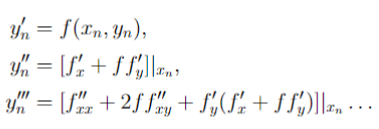 y′ₙ = f(xₙ, yₙ),
y″ₙ = [f′ₓ + f f′ᵧ]|ₓₙ,
y‴ₙ = [f″ₓₓ + 2f f″ₓᵧ + f′ᵧ(f′ₓ + f f′ᵧ)]|ₓₙ . . .